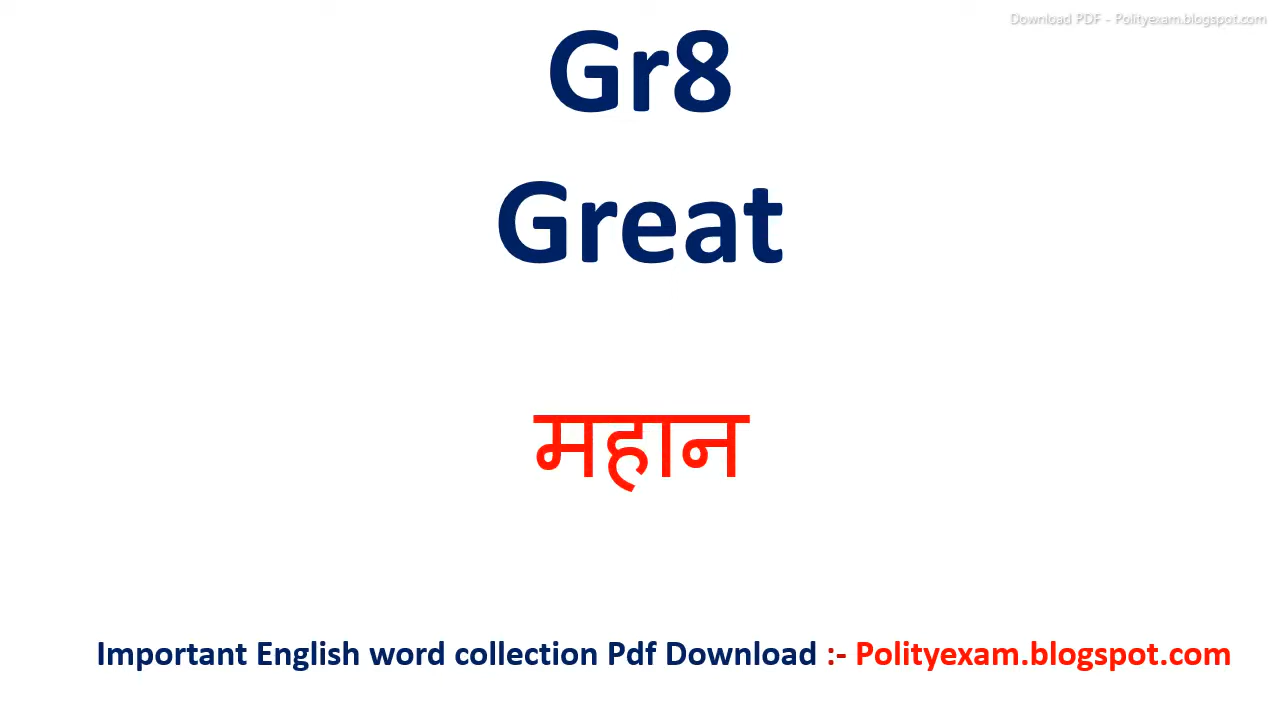 Download PDF - Polityexam.blogspot.com
Gr8
Great
महान
Important English word collection Pdf Download :- Polityexam.blogspot.com